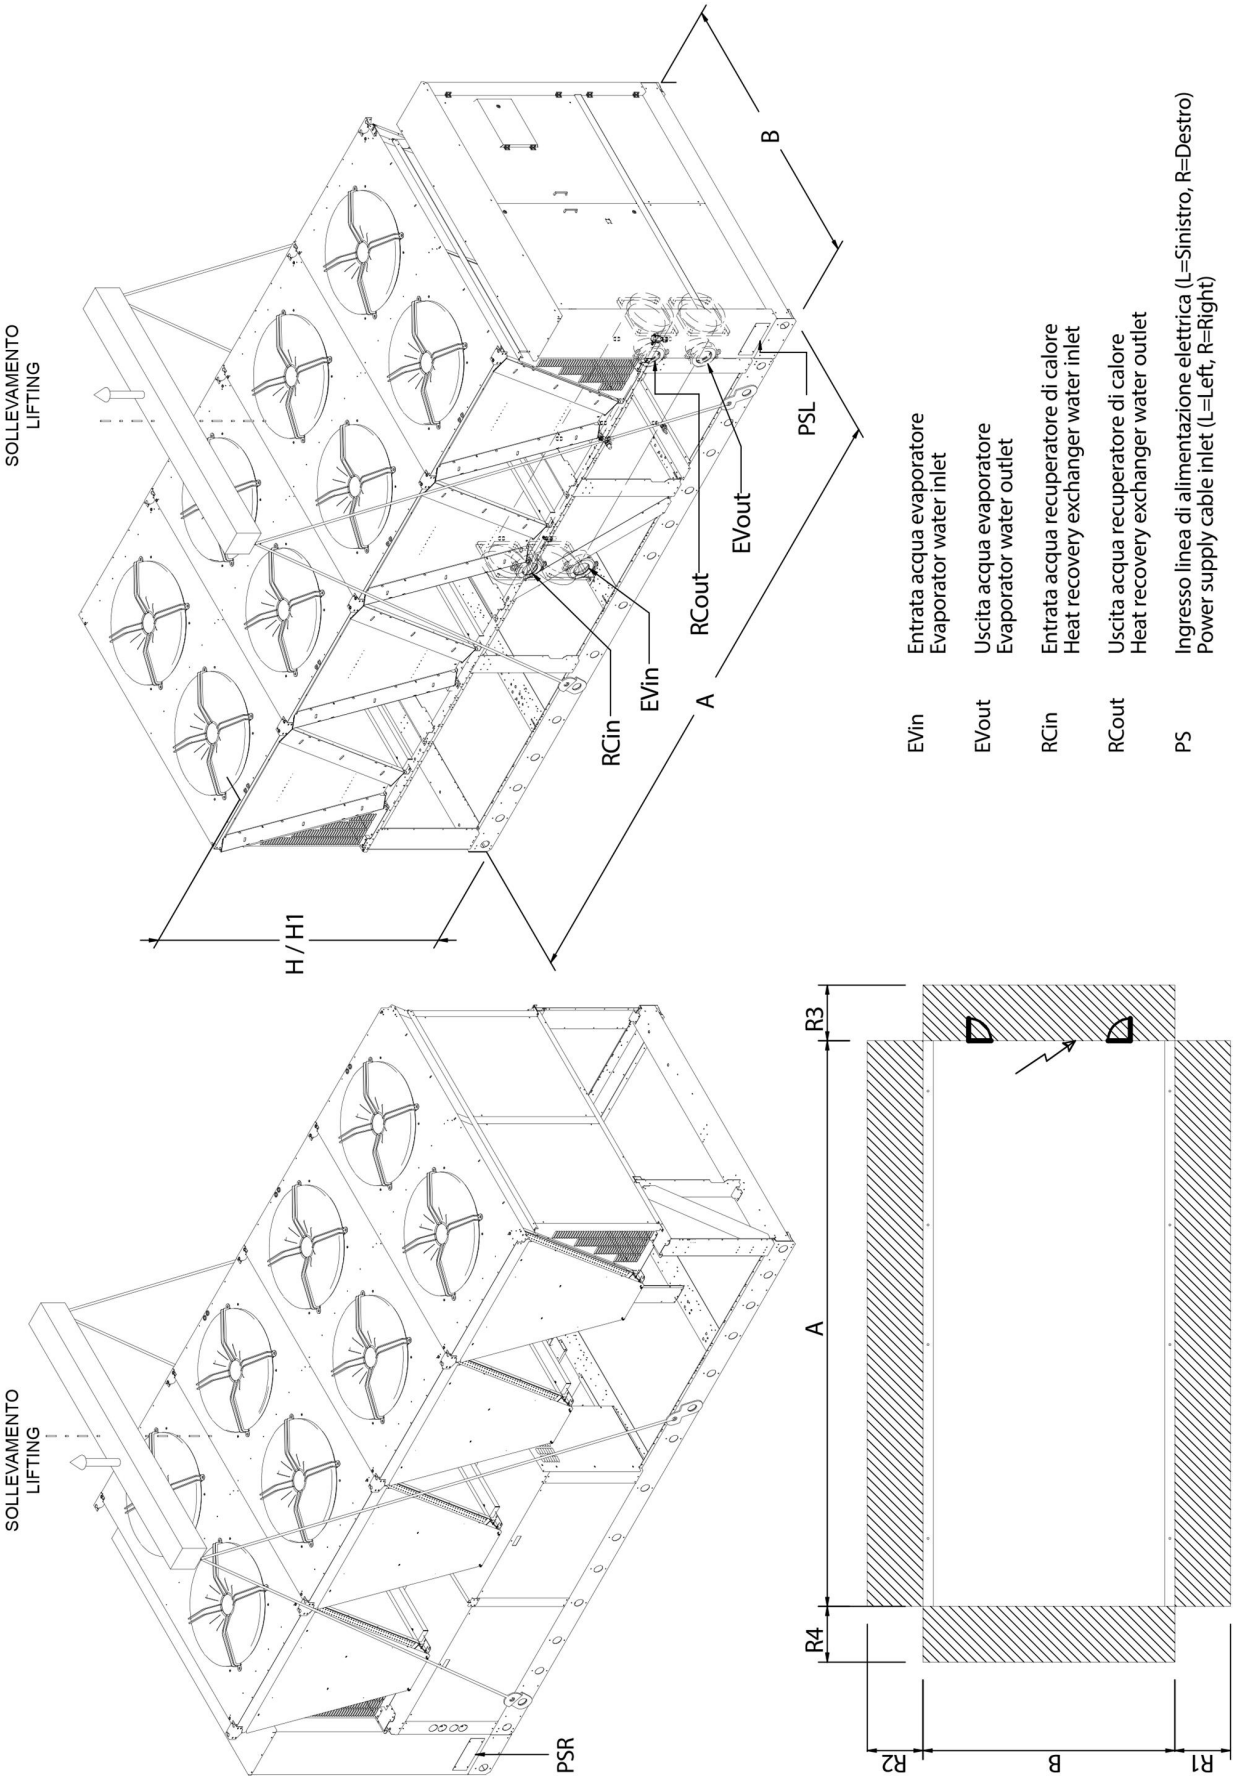 SOLLEVAMENTO
LIFTING
PSR
SOLLEVAMENTO
LIFTING
H / H1
A
B
RCin
EVin
RCout
EVout
PSL
R4
A
R3
R2
B
R1
EVin
Entrata acqua evaporatore
Evaporator water inlet
EVout
Uscita acqua evaporatore
Evaporator water outlet
RCin
Entrata acqua recuperatore di calore
Heat recovery exchanger water inlet
RCout
Uscita acqua recuperatore di calore
Heat recovery exchanger water outlet
PS
Ingresso linea di alimentazione elettrica (L=Sinistro, R=Destro)
Power supply cable inlet (L=Left, R=Right)